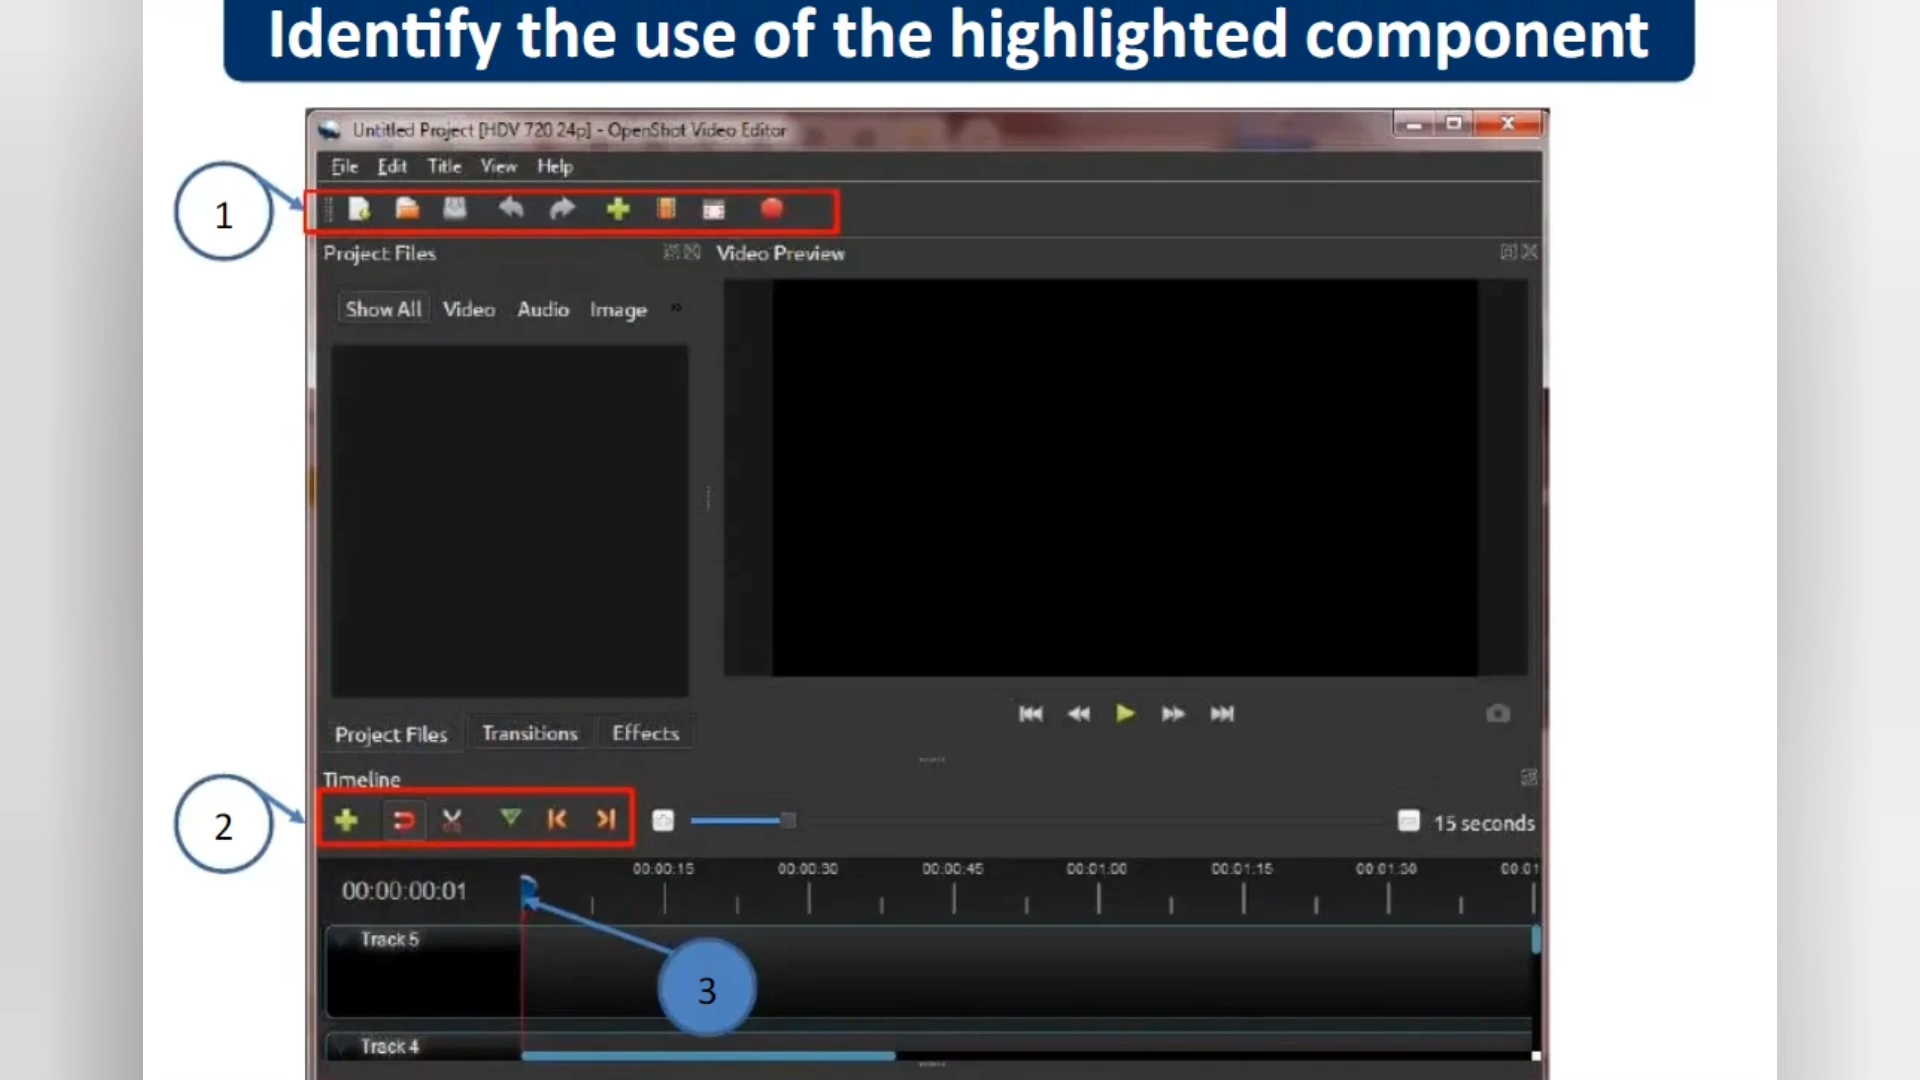 Identify the use of the highlighted component
Untitled Project [HDV 720 24p] - OpenShot Video Editor
File Edit Title View Help
1
Project Files
Video Preview
Show All Video Audio Image »
Project Files Transitions Effects
Timeline
2
15 seconds
00:00:15 00:00:30 00:00:45 00:01:00 00:01:15 00:01:30 00:01
00:00:00:01
Track 5
3
Track 4